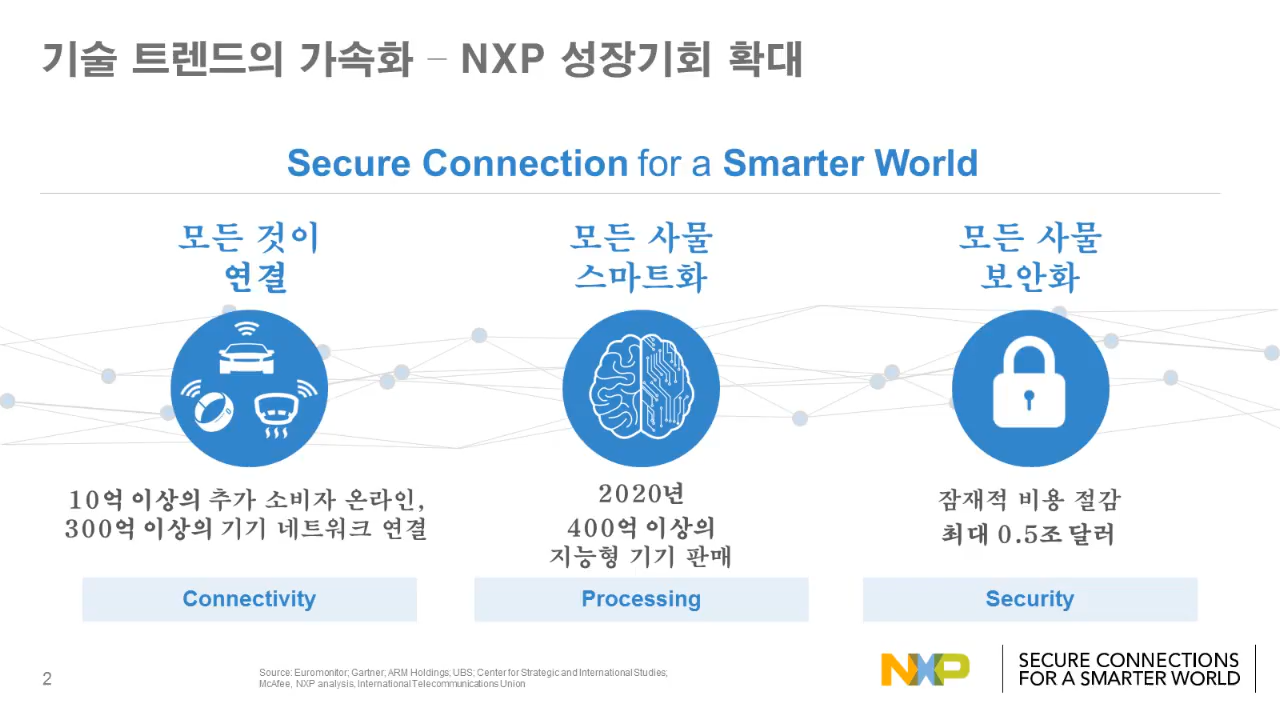 기술 트렌드의 가속화 – NXP 성장기회 확대
Secure Connection for a Smarter World
모든 것이
연결
모든 사물
스마트화
모든 사물
보안화
10억 이상의 추가 소비자 온라인,
300억 이상의 기기 네트워크 연결
2020년
400억 이상의
지능형 기기 판매
잠재적 비용 절감
최대 0.5조 달러
Connectivity
Processing
Security
2
Source: Euromonitor; Gartner; ARM Holdings; UBS; Center for Strategic and International Studies;
McAfee, NXP analysis, International Telecommunications Union
NXP
SECURE CONNECTIONS
FOR A SMARTER WORLD